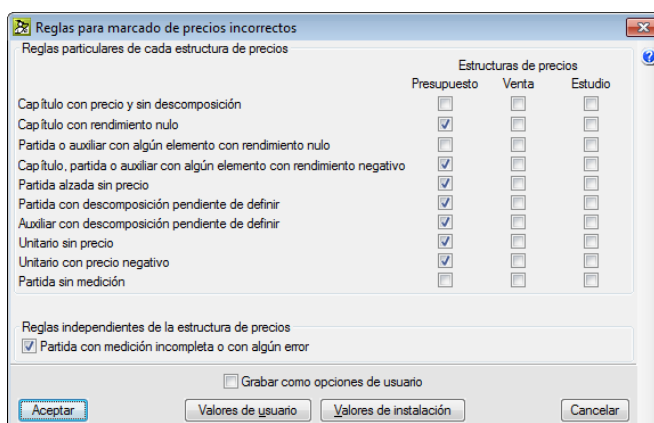 Reglas para marcado de precios incorrectos
Reglas particulares de cada estructura de precios
Estructuras de precios
Presupuesto Venta Estudio
Capítulo con precio y sin descomposición
Capítulo con rendimiento nulo
Partida o auxiliar con algún elemento con rendimiento nulo
Capítulo, partida o auxiliar con algún elemento con rendimiento negativo
Partida alzada sin precio
Partida con descomposición pendiente de definir
Auxiliar con descomposición pendiente de definir
Unitario sin precio
Unitario con precio negativo
Partida sin medición
Reglas independientes de la estructura de precios
Partida con medición incompleta o con algún error
Grabar como opciones de usuario
Aceptar Valores de usuario Valores de instalación Cancelar